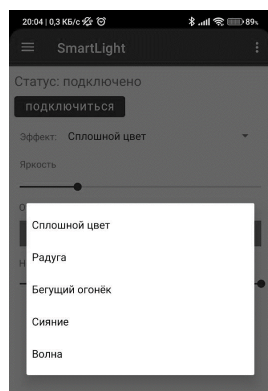 20:04 | 0,3 КБ/с
89%
SmartLight
Статус: подключено
ПОДКЛЮЧИТЬСЯ
Эффект: Сплошной цвет
Яркость
Сплошной цвет
Радуга
Бегущий огонёк
Сияние
Волна